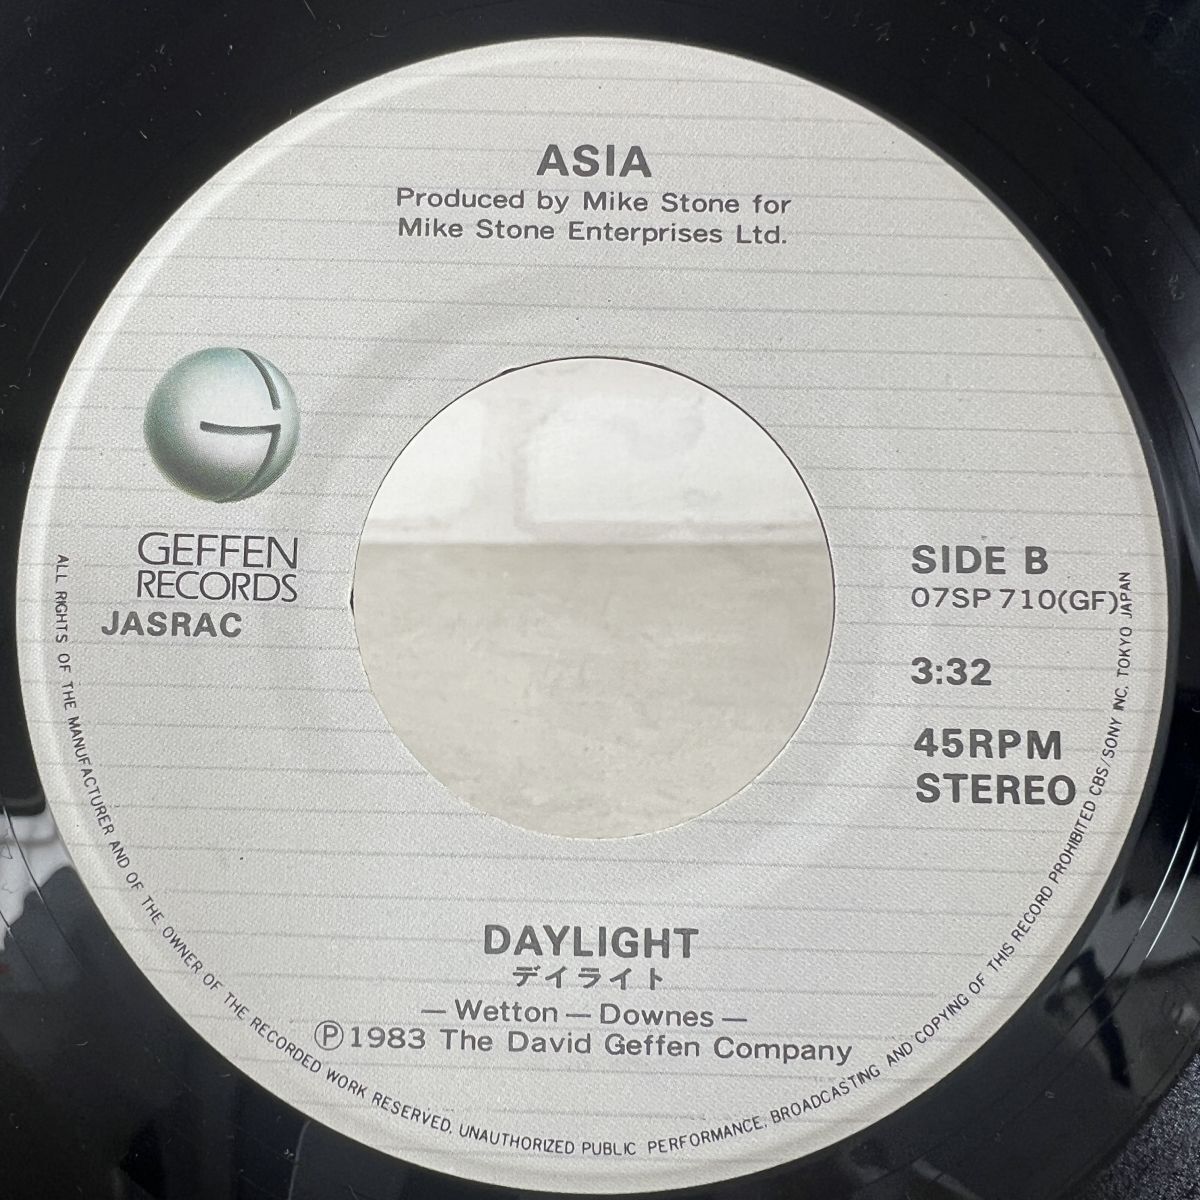 ASIA
Produced by Mike Stone for
Mike Stone Enterprises Ltd.
GEFFEN
RECORDS
JASRAC
SIDE B
07SP 710(GF)
3:32
45RPM
STEREO
DAYLIGHT
デイライト
— Wetton — Downes —
Ⓟ1983 The David Geffen Company
ALL RIGHTS OF THE MANUFACTURER AND OF THE OWNER OF THE RECORDED WORK RESERVED. UNAUTHORIZED PUBLIC PERFORMANCE, BROADCASTING AND COPYING OF THIS RECORD PROHIBITED CBS/SONY INC. TOKYO JAPAN